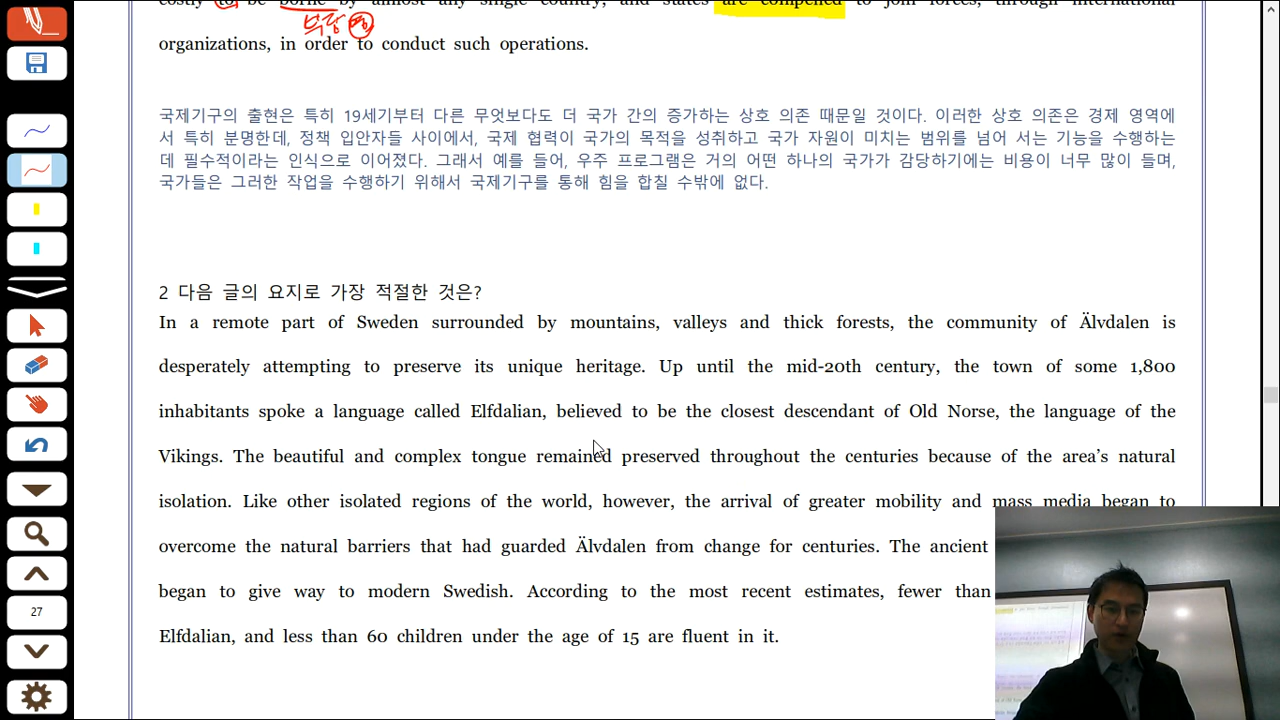 costly to be borne by almost any single country, and states are compelled to join forces, through international
부담
organizations, in order to conduct such operations.
국제기구의 출현은 특히 19세기부터 다른 무엇보다도 더 국가 간의 증가하는 상호 의존 때문일 것이다. 이러한 상호 의존은 경제 영역에
서 특히 분명한데, 정책 입안자들 사이에서, 국제 협력이 국가의 목적을 성취하고 국가 자원이 미치는 범위를 넘어 서는 기능을 수행하는
데 필수적이라는 인식으로 이어졌다. 그래서 예를 들어, 우주 프로그램은 거의 어떤 하나의 국가가 감당하기에는 비용이 너무 많이 들며,
국가들은 그러한 작업을 수행하기 위해서 국제기구를 통해 힘을 합칠 수밖에 없다.
2 다음 글의 요지로 가장 적절한 것은?
In a remote part of Sweden surrounded by mountains, valleys and thick forests, the community of Älvdalen is
desperately attempting to preserve its unique heritage. Up until the mid-20th century, the town of some 1,800
inhabitants spoke a language called Elfdalian, believed to be the closest descendant of Old Norse, the language of the
Vikings. The beautiful and complex tongue remained preserved throughout the centuries because of the area's natural
isolation. Like other isolated regions of the world, however, the arrival of greater mobility and mass media began to
overcome the natural barriers that had guarded Älvdalen from change for centuries. The ancient
began to give way to modern Swedish. According to the most recent estimates, fewer than
Elfdalian, and less than 60 children under the age of 15 are fluent in it.
27